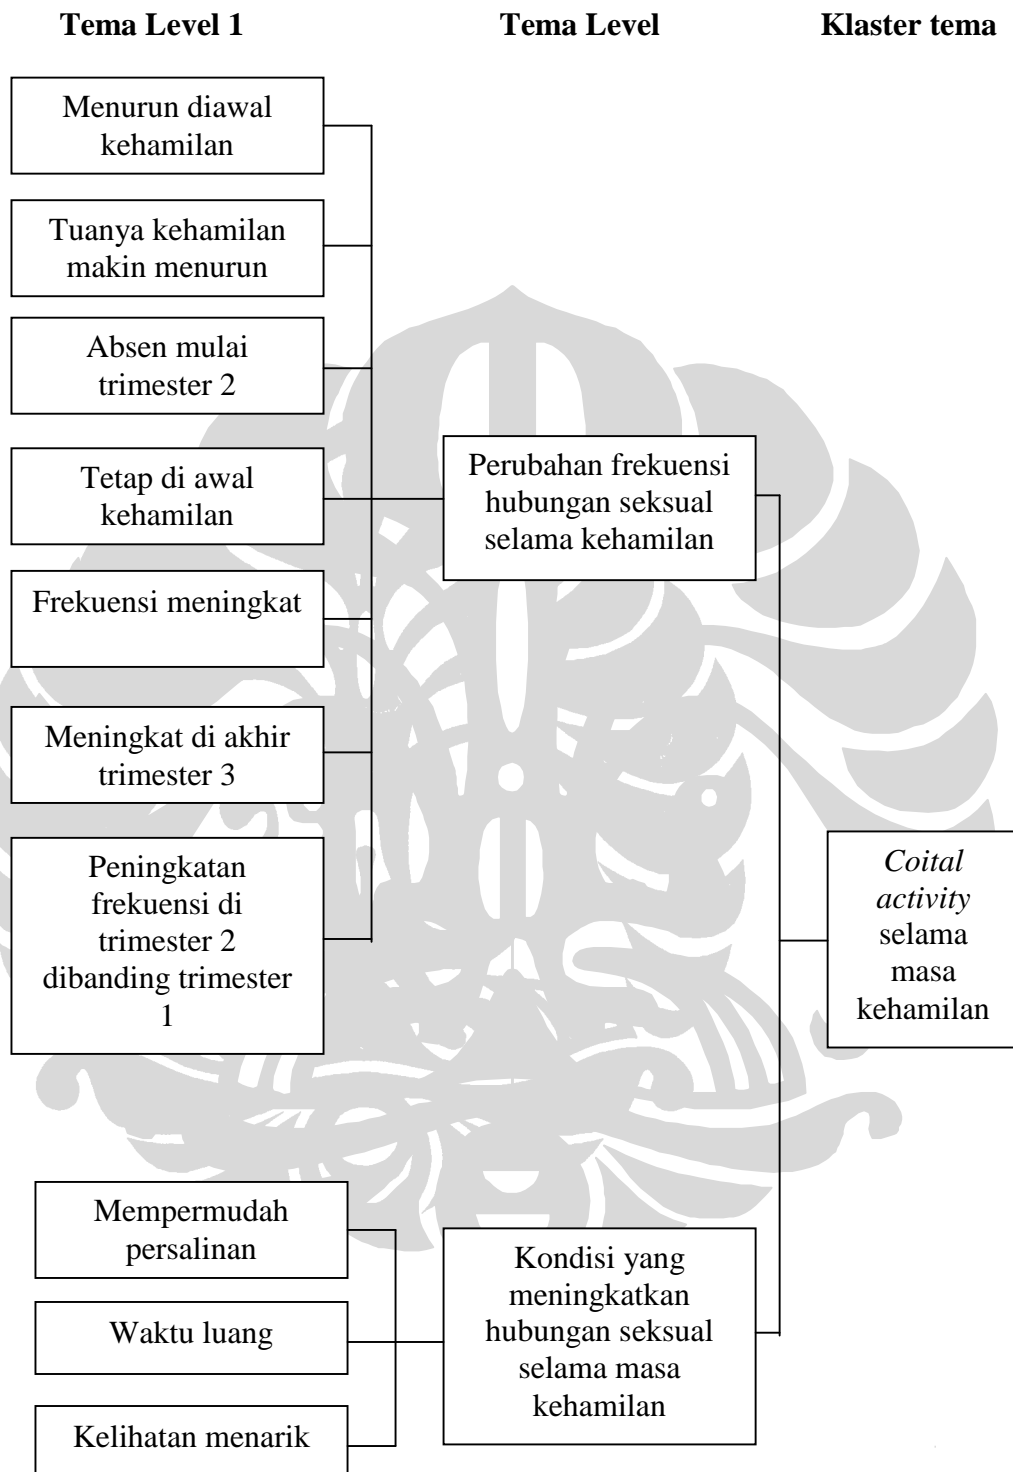 Tema Level 1
Tema Level
Klaster tema
Menurun diawal
kehamilan
Tuanya kehamilan
makin menurun
Absen mulai
trimester 2
Tetap di awal
kehamilan
Frekuensi meningkat
Meningkat di akhir
trimester 3
Peningkatan
frekuensi di
trimester 2
dibanding trimester
1
Perubahan frekuensi
hubungan seksual
selama kehamilan
Coital
activity
selama
masa
kehamilan
Mempermudah
persalinan
Waktu luang
Kelihatan menarik
Kondisi yang
meningkatkan
hubungan seksual
selama masa
kehamilan